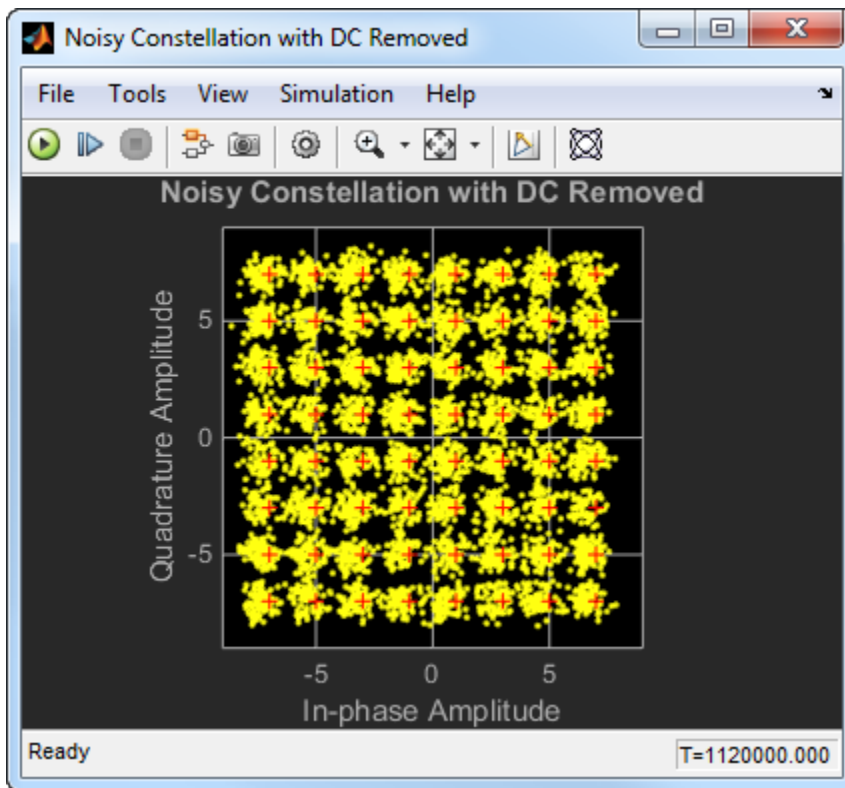 Noisy Constellation with DC Removed
File Tools View Simulation Help
Noisy Constellation with DC Removed
Quadrature Amplitude
5
0
-5
-5 0 5
In-phase Amplitude
Ready T=1120000.000